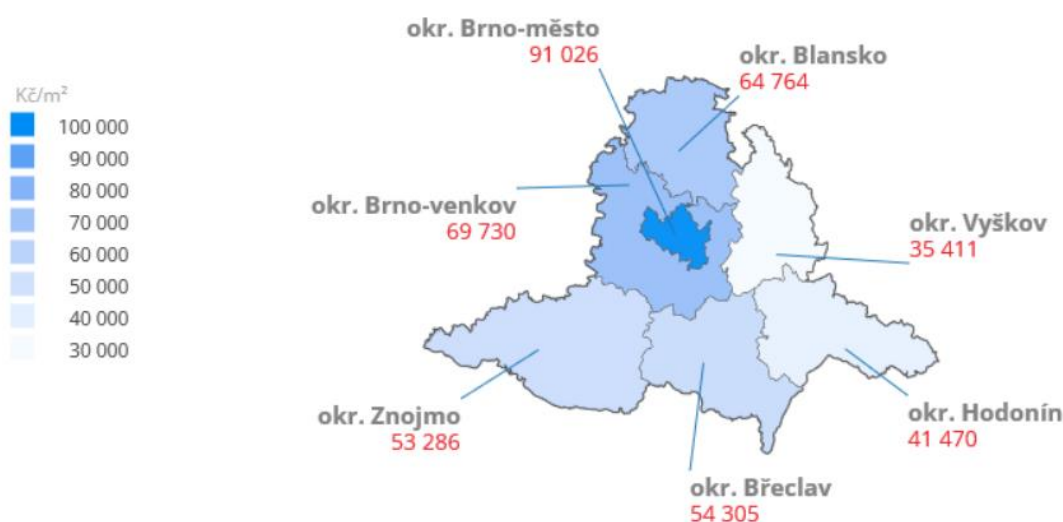 okr. Brno-město
91 026
okr. Blansko
64 764
Kč/m²
100 000
90 000
80 000
70 000
60 000
50 000
40 000
30 000
okr. Brno-venkov
69 730
okr. Vyškov
35 411
okr. Znojmo
53 286
okr. Hodonín
41 470
okr. Břeclav
54 305